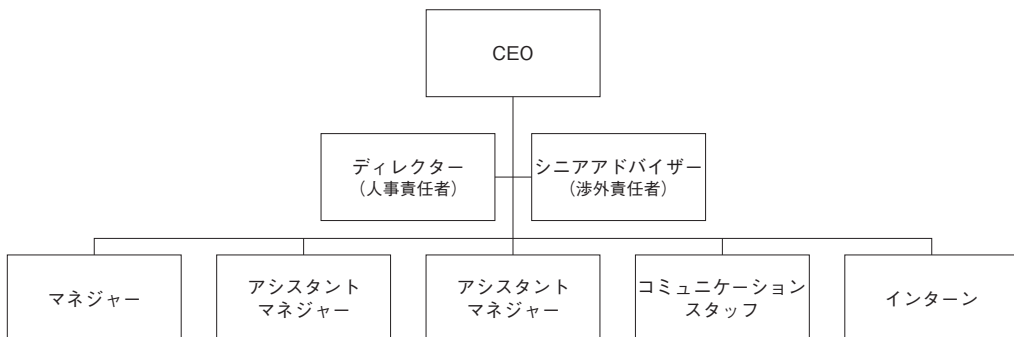 CEO
ディレクター
（人事責任者）
シニアアドバイザー
（渉外責任者）
マネジャー
アシスタント
マネジャー
アシスタント
マネジャー
コミュニケーション
スタッフ
インターン